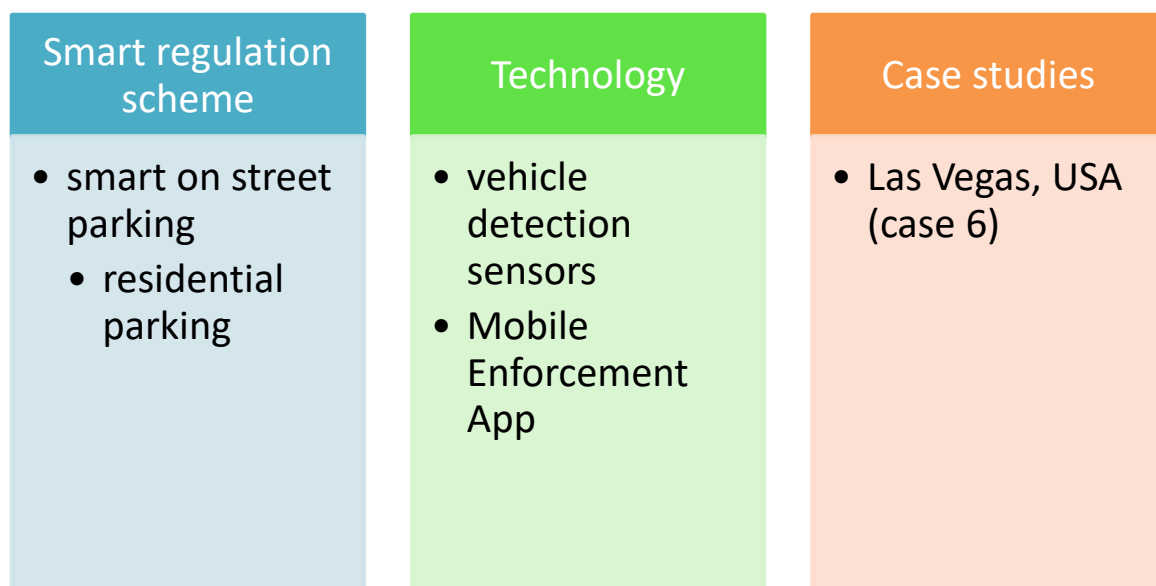 Smart regulation
scheme
• smart on street
parking
• residential
parking
Technology
• vehicle
detection
sensors
• Mobile
Enforcement
App
Case studies
• Las Vegas, USA
(case 6)